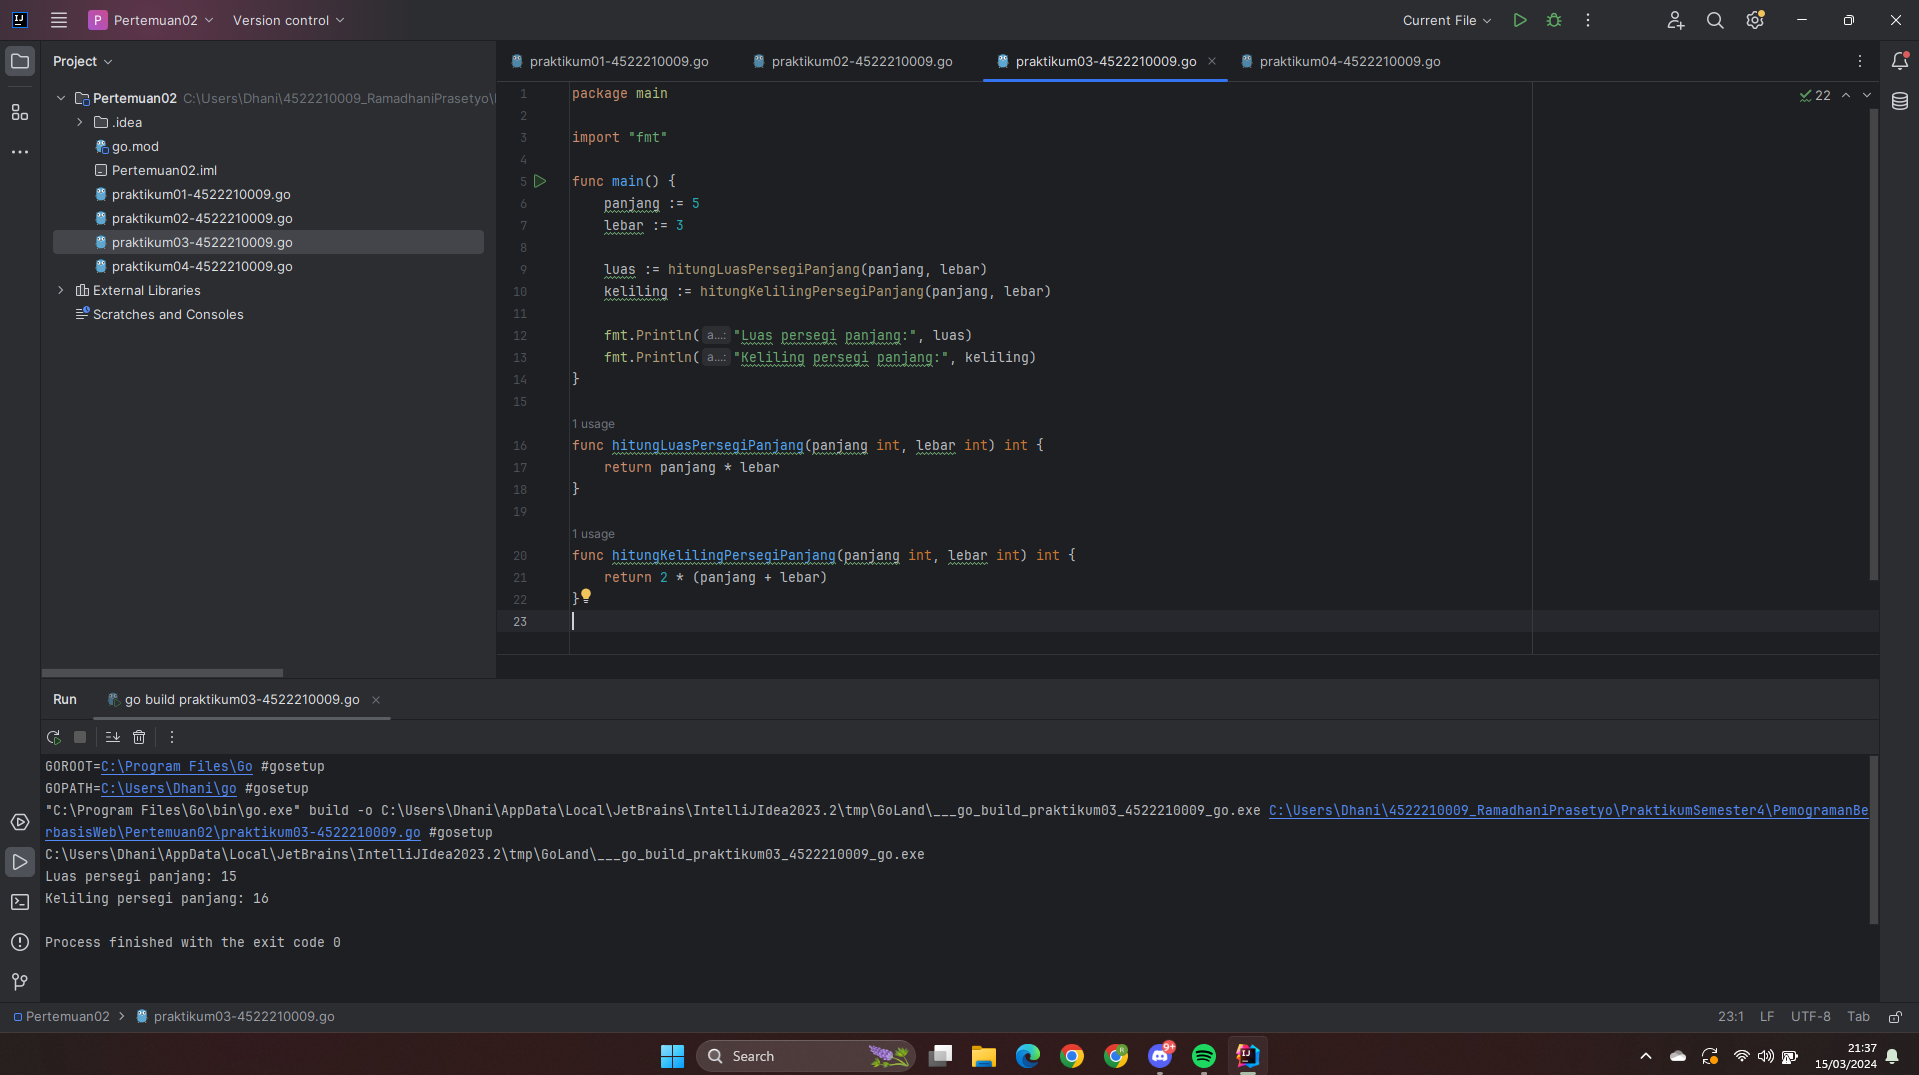 P Pertemuan02 Version control Current File
Project praktikum01-4522210009.go praktikum02-4522210009.go praktikum03-4522210009.go praktikum04-4522210009.go
Pertemuan02 C:\Users\Dhani\4522210009_RamadhaniPrasetyo\
.idea
go.mod
Pertemuan02.iml
praktikum01-4522210009.go
praktikum02-4522210009.go
praktikum03-4522210009.go
praktikum04-4522210009.go
External Libraries
Scratches and Consoles
22
1 package main
2
3 import "fmt"
4
5 func main() {
6 panjang := 5
7 lebar := 3
8
9 luas := hitungLuasPersegiPanjang(panjang, lebar)
10 keliling := hitungKelilingPersegiPanjang(panjang, lebar)
11
12 fmt.Println( a...: "Luas persegi panjang:", luas)
13 fmt.Println( a...: "Keliling persegi panjang:", keliling)
14 }
15
1 usage
16 func hitungLuasPersegiPanjang(panjang int, lebar int) int {
17 return panjang * lebar
18 }
19
1 usage
20 func hitungKelilingPersegiPanjang(panjang int, lebar int) int {
21 return 2 * (panjang + lebar)
22 }
23
Run go build praktikum03-4522210009.go
GOROOT=C:\Program Files\Go #gosetup
GOPATH=C:\Users\Dhani\go #gosetup
"C:\Program Files\Go\bin\go.exe" build -o C:\Users\Dhani\AppData\Local\JetBrains\IntelliJIdea2023.2\tmp\GoLand\___go_build_praktikum03_4522210009_go.exe C:\Users\Dhani\4522210009_RamadhaniPrasetyo\PraktikumSemester4\PemogramanBe
rbasisWeb\Pertemuan02\praktikum03-4522210009.go #gosetup
C:\Users\Dhani\AppData\Local\JetBrains\IntelliJIdea2023.2\tmp\GoLand\___go_build_praktikum03_4522210009_go.exe
Luas persegi panjang: 15
Keliling persegi panjang: 16
Process finished with the exit code 0
Pertemuan02 praktikum03-4522210009.go 23:1 LF UTF-8 Tab
Search
9+
21:37
15/03/2024